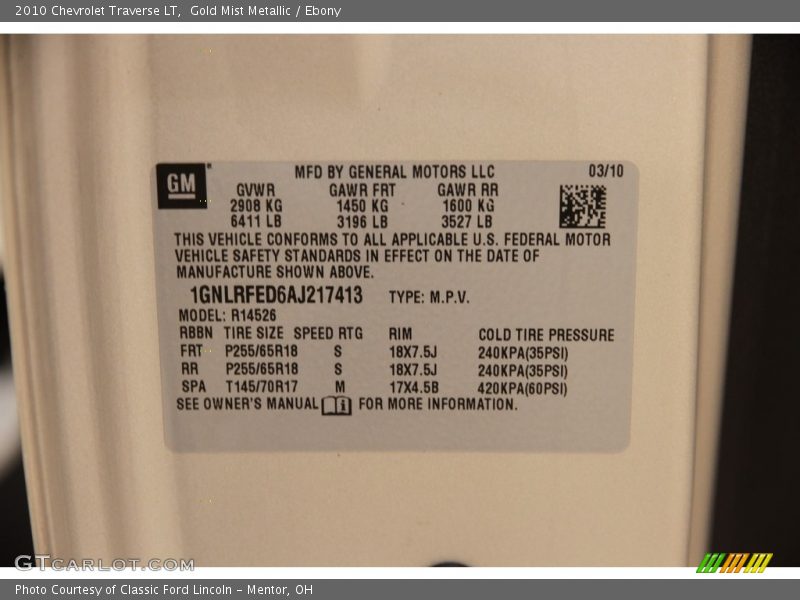 2010 Chevrolet Traverse LT, Gold Mist Metallic / Ebony
GM MFD BY GENERAL MOTORS LLC 03/10
GVWR GAWR FRT GAWR RR
2908 KG 1450 KG 1600 KG
6411 LB 3196 LB 3527 LB
THIS VEHICLE CONFORMS TO ALL APPLICABLE U.S. FEDERAL MOTOR
VEHICLE SAFETY STANDARDS IN EFFECT ON THE DATE OF
MANUFACTURE SHOWN ABOVE.
1GNLRFED6AJ217413 TYPE: M.P.V.
MODEL: R14526
RBBN TIRE SIZE SPEED RTG RIM COLD TIRE PRESSURE
FRT P255/65R18 S 18X7.5J 240KPA(35PSI)
RR P255/65R18 S 18X7.5J 240KPA(35PSI)
SPA T145/70R17 M 17X4.5B 420KPA(60PSI)
SEE OWNER'S MANUAL FOR MORE INFORMATION.
GTCARLOT.COM
Photo Courtesy of Classic Ford Lincoln - Mentor, OH